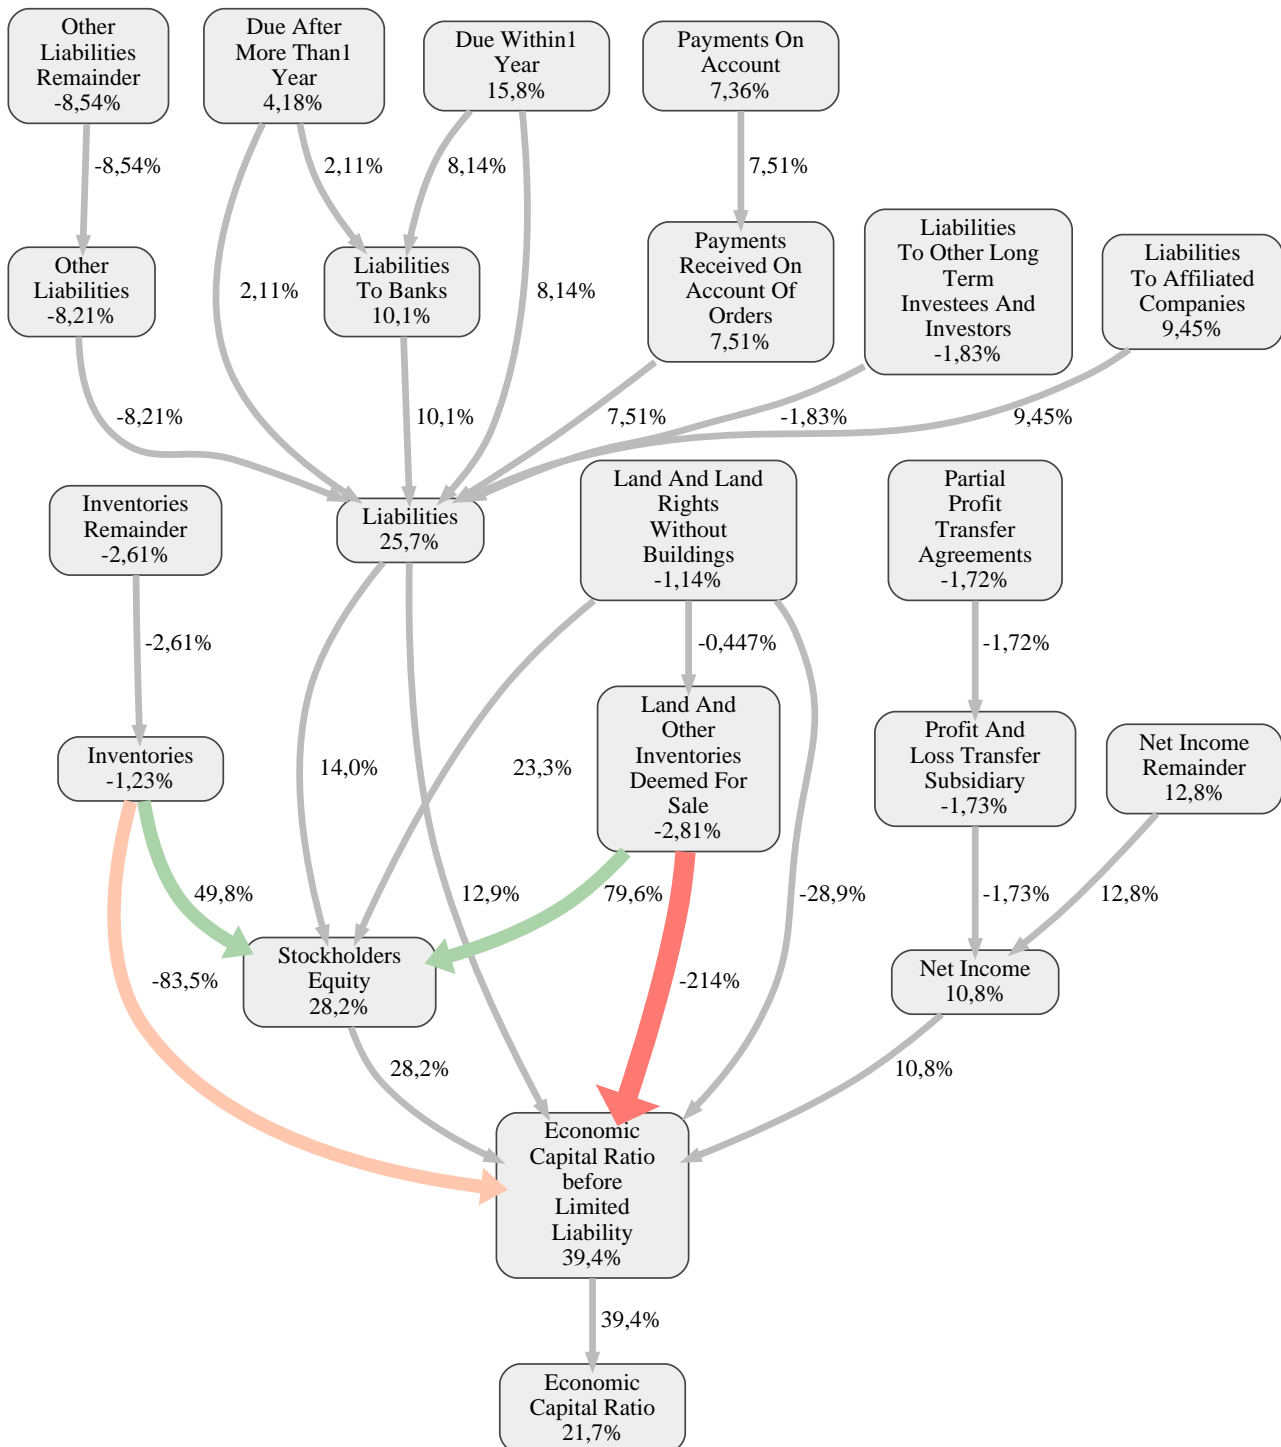 Other
Liabilities
Remainder
-8,54%
Due After
More Than1
Year
4,18%
Due Within1
Year
15,8%
Payments On
Account
7,36%
-8,54%
2,11%
8,14%
7,51%
Other
Liabilities
-8,21%
Liabilities
To Banks
10,1%
Payments
Received On
Account Of
Orders
7,51%
Liabilities
To Other Long
Term
Investees And
Investors
-1,83%
Liabilities
To Affiliated
Companies
9,45%
2,11%
8,14%
-8,21%
10,1%
7,51%
-1,83%
9,45%
Inventories
Remainder
-2,61%
Liabilities
25,7%
Land And Land
Rights
Without
Buildings
-1,14%
Partial
Profit
Transfer
Agreements
-1,72%
-2,61%
-0,447%
-1,72%
Inventories
-1,23%
14,0%
23,3%
Land And
Other
Inventories
Deemed For
Sale
-2,81%
Profit And
Loss Transfer
Subsidiary
-1,73%
Net Income
Remainder
12,8%
49,8%
12,9%
79,6%
-28,9%
-1,73%
12,8%
Stockholders
Equity
28,2%
-83,5%
-214%
Net Income
10,8%
28,2%
10,8%
Economic
Capital Ratio
before
Limited
Liability
39,4%
39,4%
Economic
Capital Ratio
21,7%